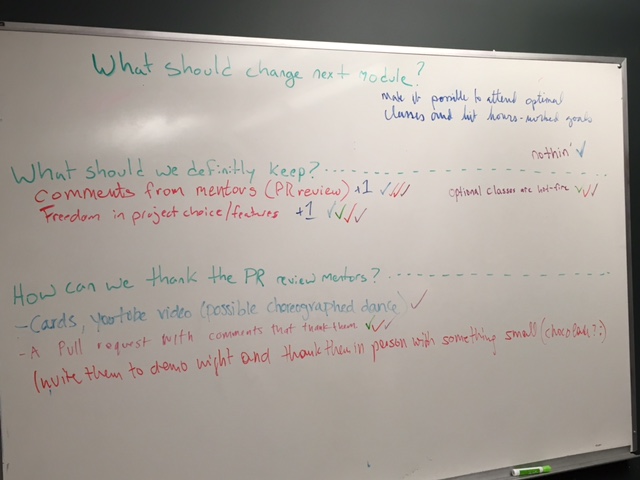 What should change next module?
make it possible to attend optional
classes and hit hours-worked goals
nothin' ✓
What should we definitly keep?
Comments from mentors (PR review) +1 ✓✓✓
optional classes are hot-fire ✓✓✓
Freedom in project choice/features +1 ✓✓✓✓
How can we thank the PR review mentors?
- Cards, youtube video (possible choreographed dance) ✓
- A Pull request with comments that thank them ✓✓✓
Invite them to demo night and thank them in person with something small (chocolate?:)